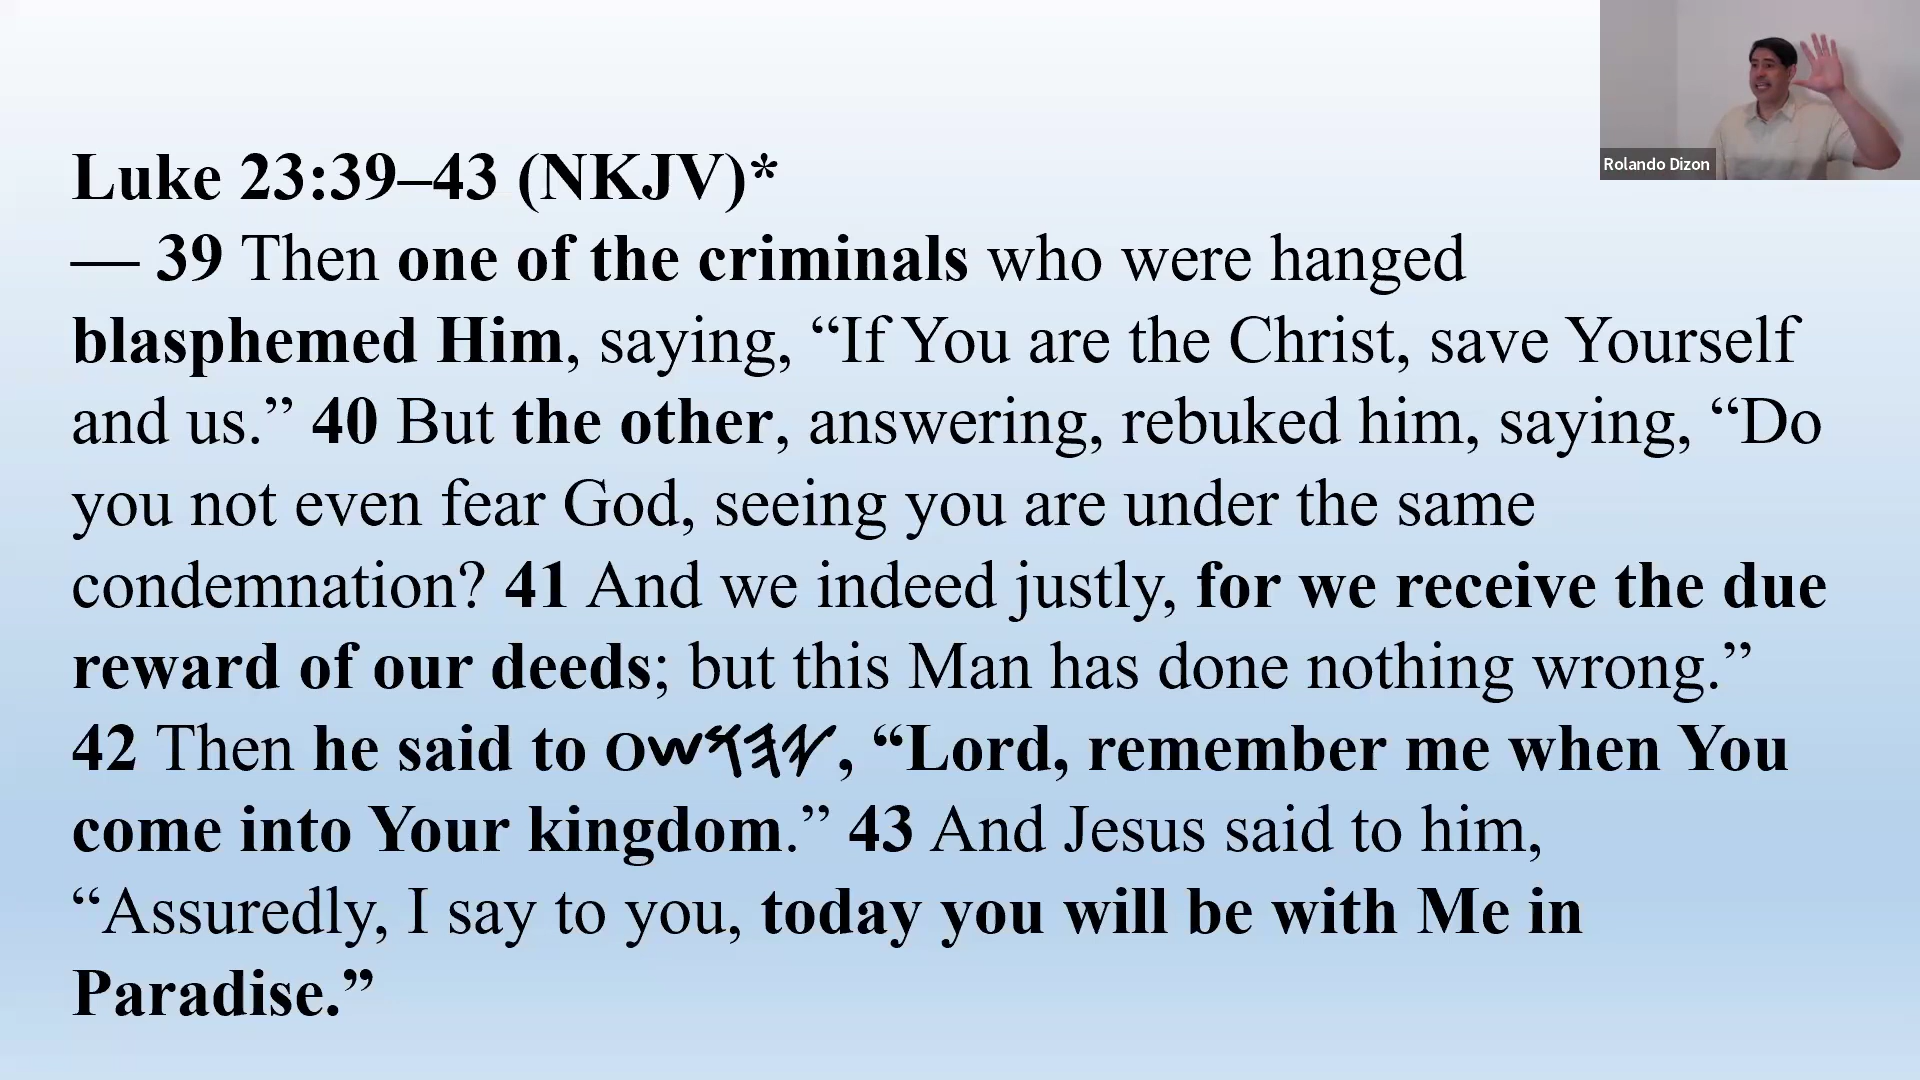 Rolando Dizon
Luke 23:39–43 (NKJV)*
— 39 Then one of the criminals who were hanged
blasphemed Him, saying, “If You are the Christ, save Yourself
and us.” 40 But the other, answering, rebuked him, saying, “Do
you not even fear God, seeing you are under the same
condemnation? 41 And we indeed justly, for we receive the due
reward of our deeds; but this Man has done nothing wrong.”
42 Then he said to 𐤉𐤄𐤅𐤔𐤏, “Lord, remember me when You
come into Your kingdom.” 43 And Jesus said to him,
“Assuredly, I say to you, today you will be with Me in
Paradise.”